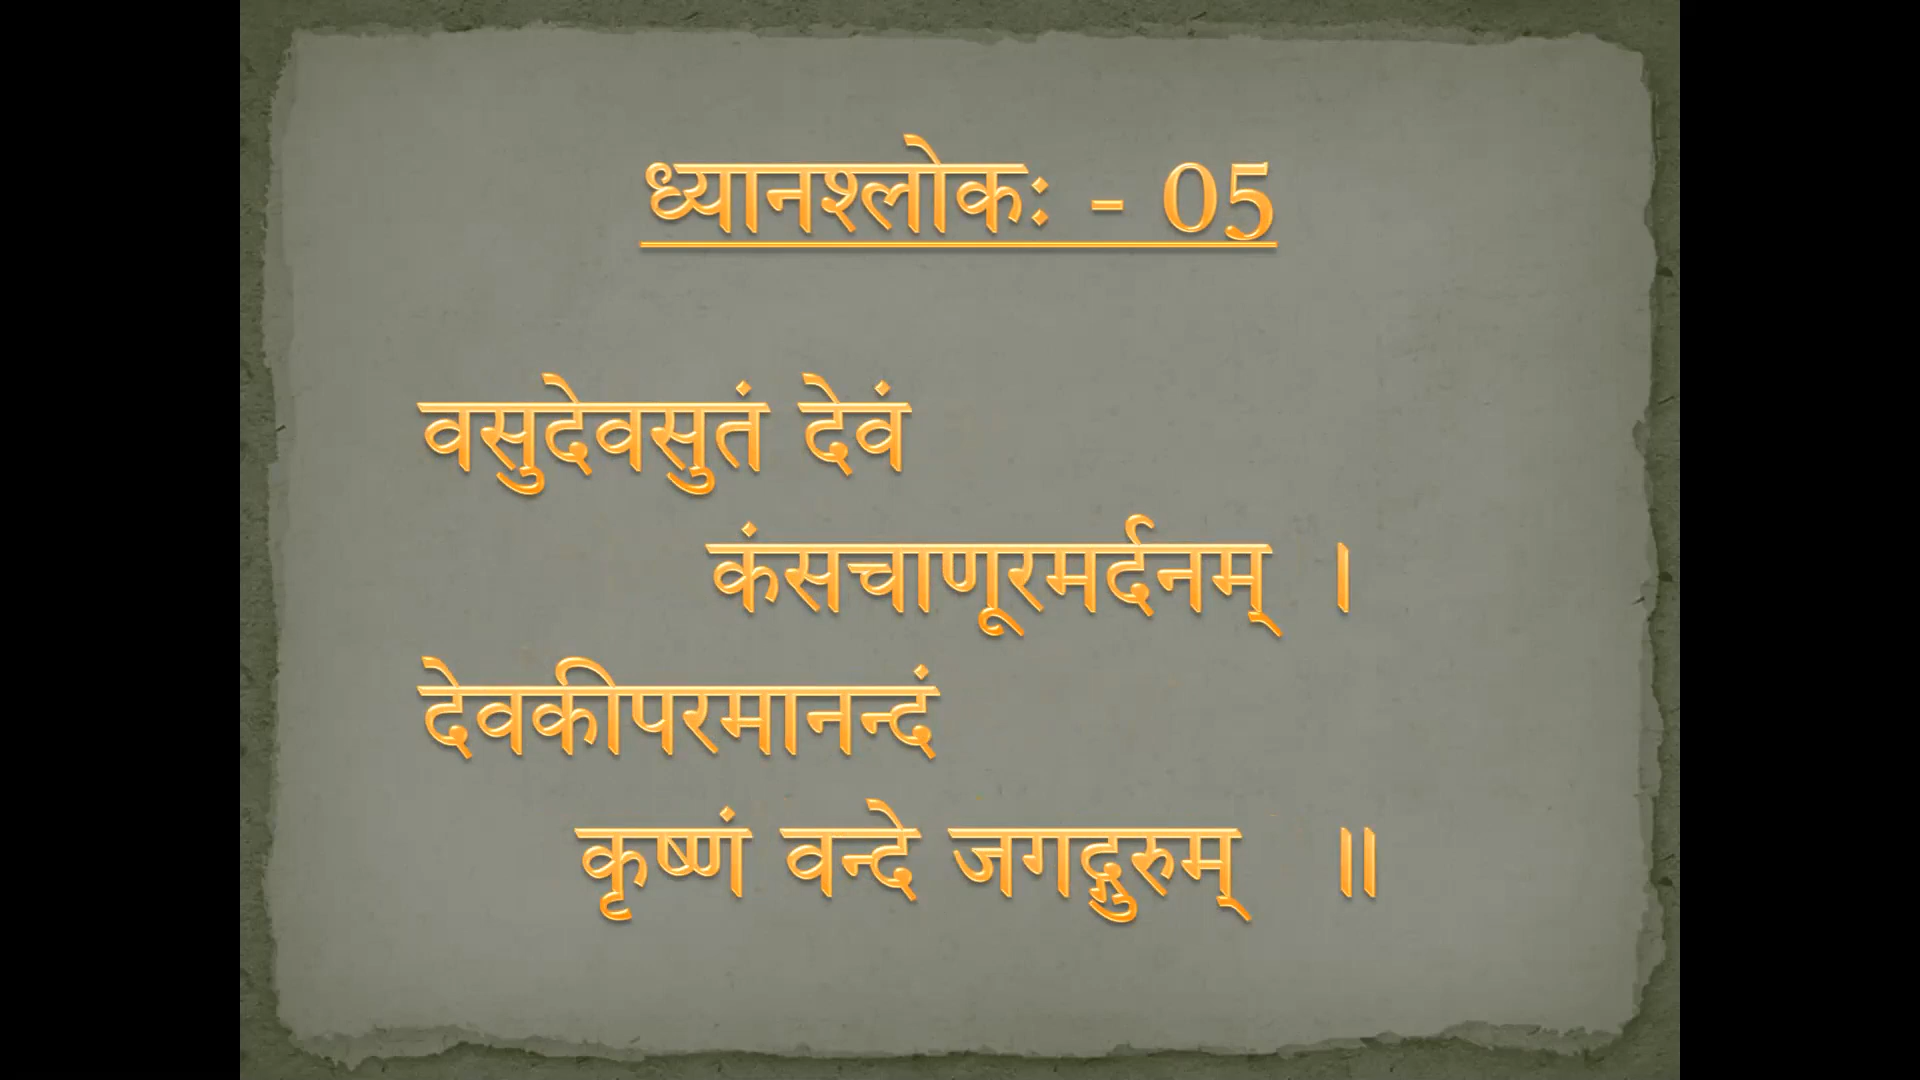 ध्यानश्लोकः - 05
वसुदेवसुतं देवं
कंसचाणूरमर्दनम् ।
देवकीपरमानन्दं
कृष्णं वन्दे जगद्गुरुम् ॥